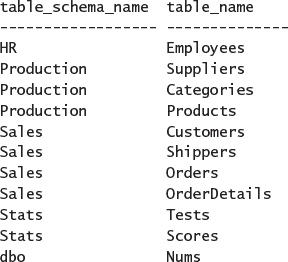 table_schema_name table_name
------------------ --------------
HR Employees
Production Suppliers
Production Categories
Production Products
Sales Customers
Sales Shippers
Sales Orders
Sales OrderDetails
Stats Tests
Stats Scores
dbo Nums